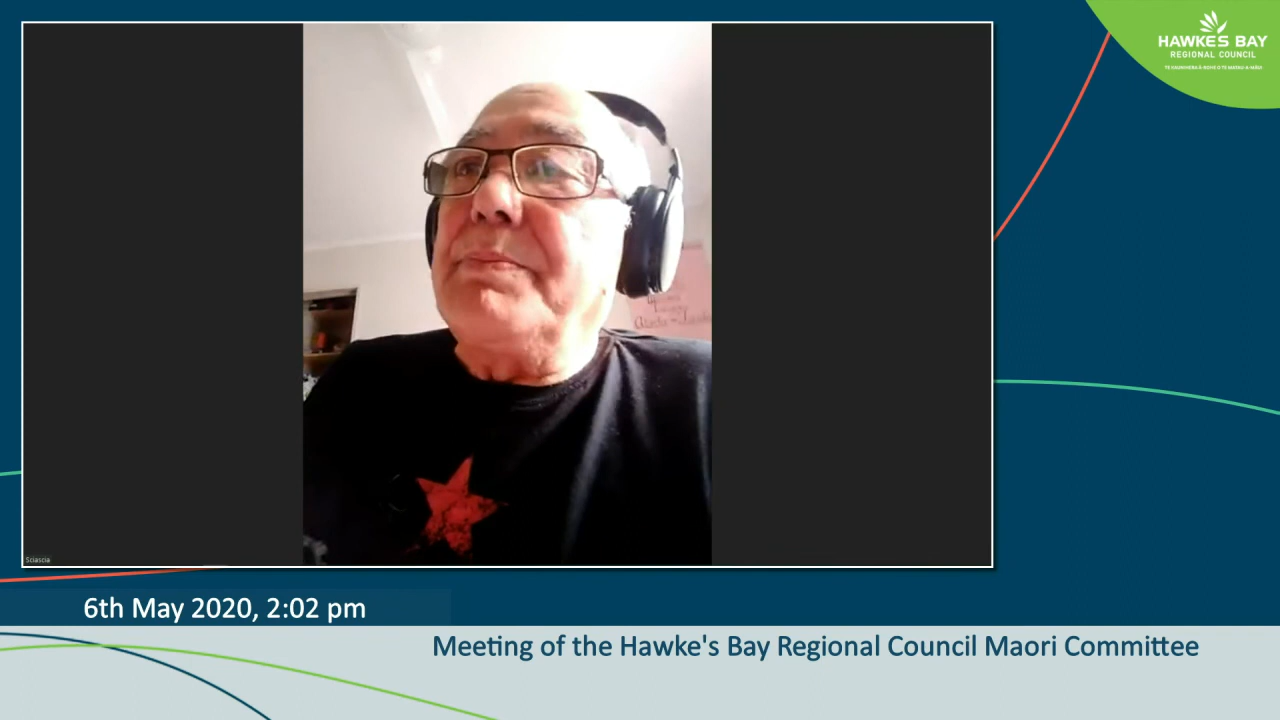 HAWKES BAY
REGIONAL COUNCIL
Sciascia
6th May 2020, 2:02 pm
Meeting of the Hawke's Bay Regional Council Maori Committee